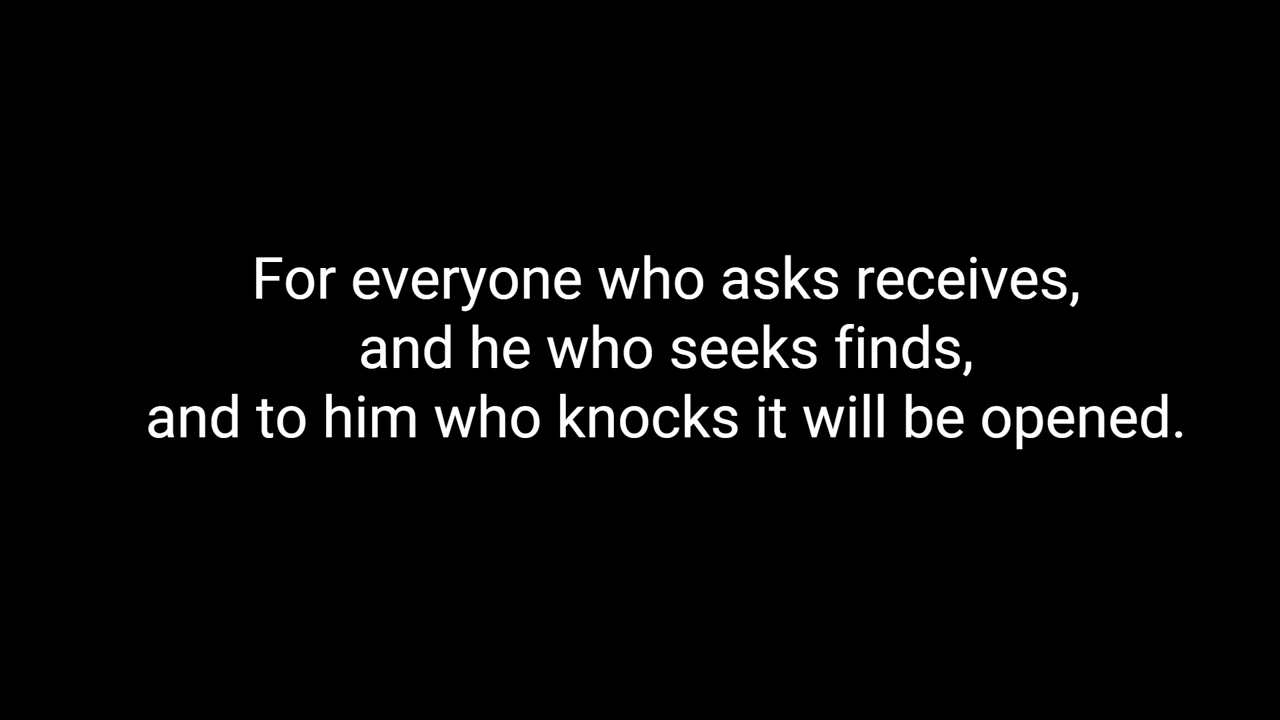 For everyone who asks receives,
and he who seeks finds,
and to him who knocks it will be opened.